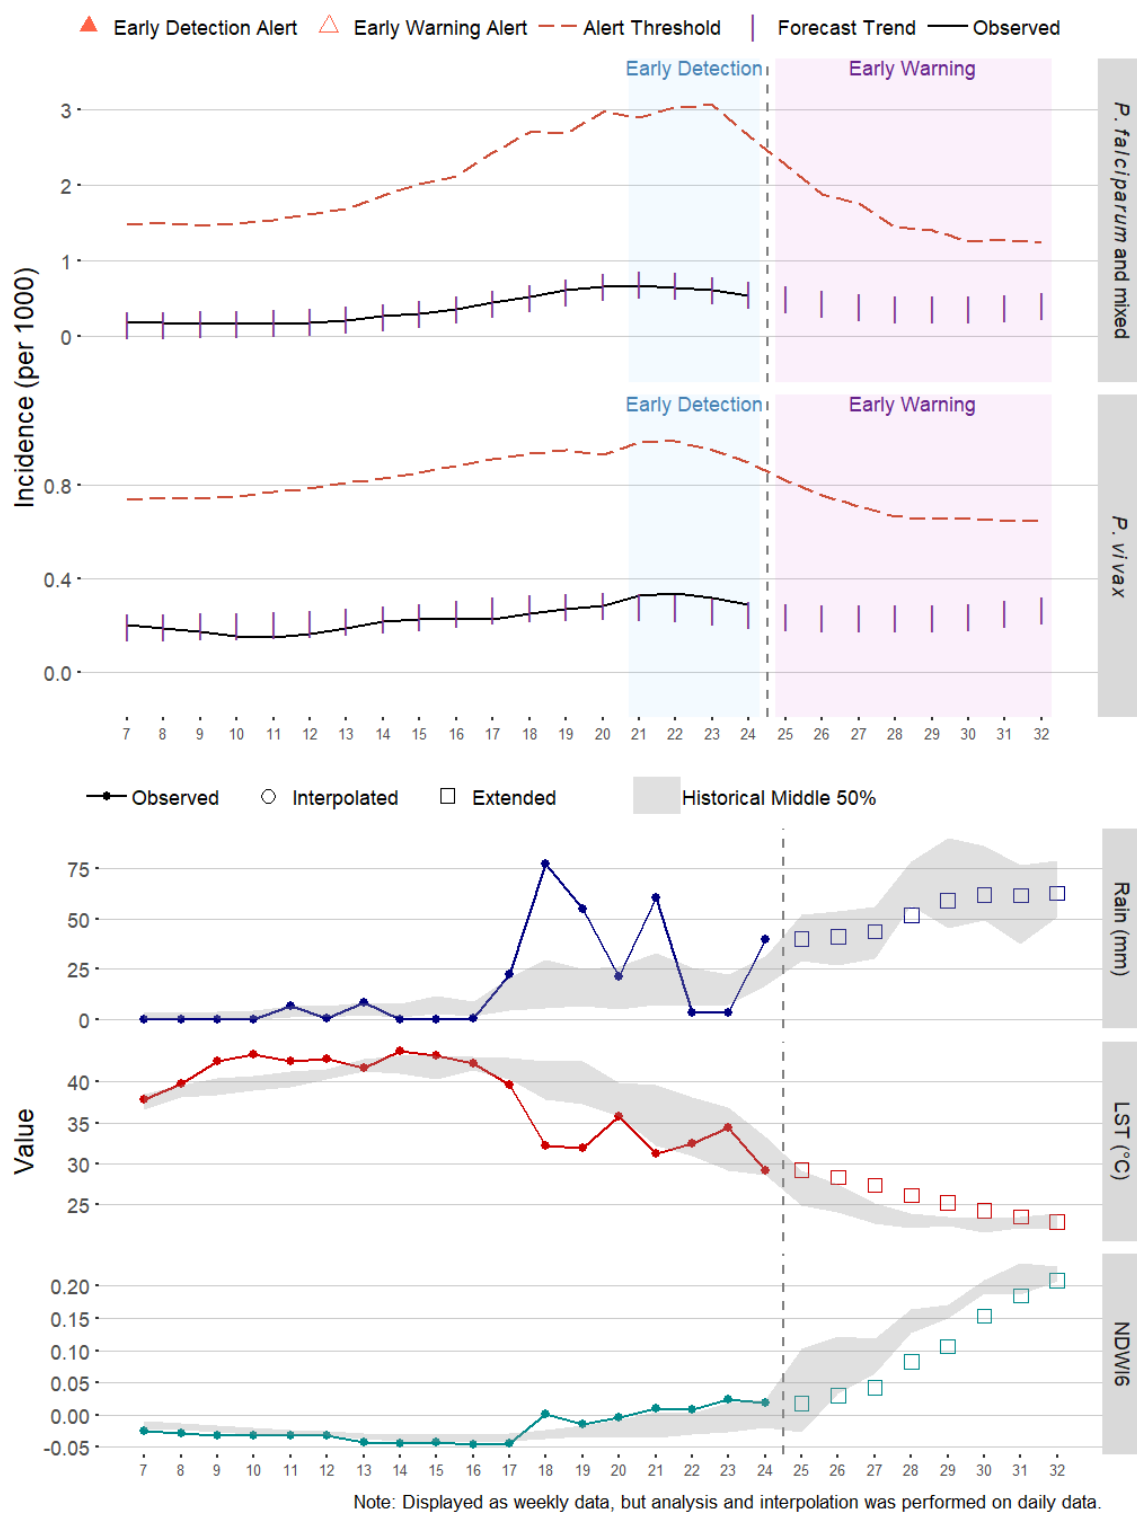 Early Detection Alert Early Warning Alert Alert Threshold Forecast Trend Observed
Early Detection Early Warning
3
2
1
0
P. falciparum and mixed
Early Detection Early Warning
0.8
0.4
0.0
P. vivax
Incidence (per 1000)
7 8 9 10 11 12 13 14 15 16 17 18 19 20 21 22 23 24 25 26 27 28 29 30 31 32
Observed Interpolated Extended Historical Middle 50%
75
50
25
0
Rain (mm)
40
35
30
25
LST (°C)
Value
0.20
0.15
0.10
0.05
0.00
-0.05
NDWI6
7 8 9 10 11 12 13 14 15 16 17 18 19 20 21 22 23 24 25 26 27 28 29 30 31 32
Note: Displayed as weekly data, but analysis and interpolation was performed on daily data.